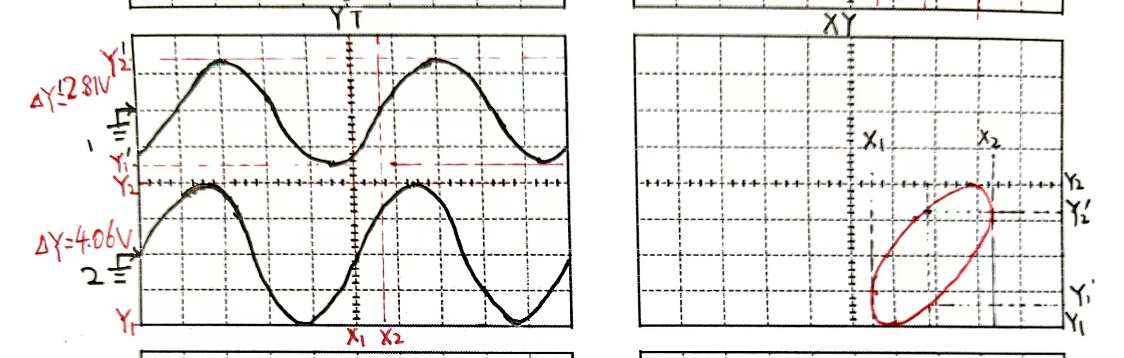 YT
XY
Y2'
ΔY'=2.81V
1
Y1'
Y2
ΔY=4.06V
2
Y1
X1 X2
X1 X2
Y2
Y2'
Y1'
Y1